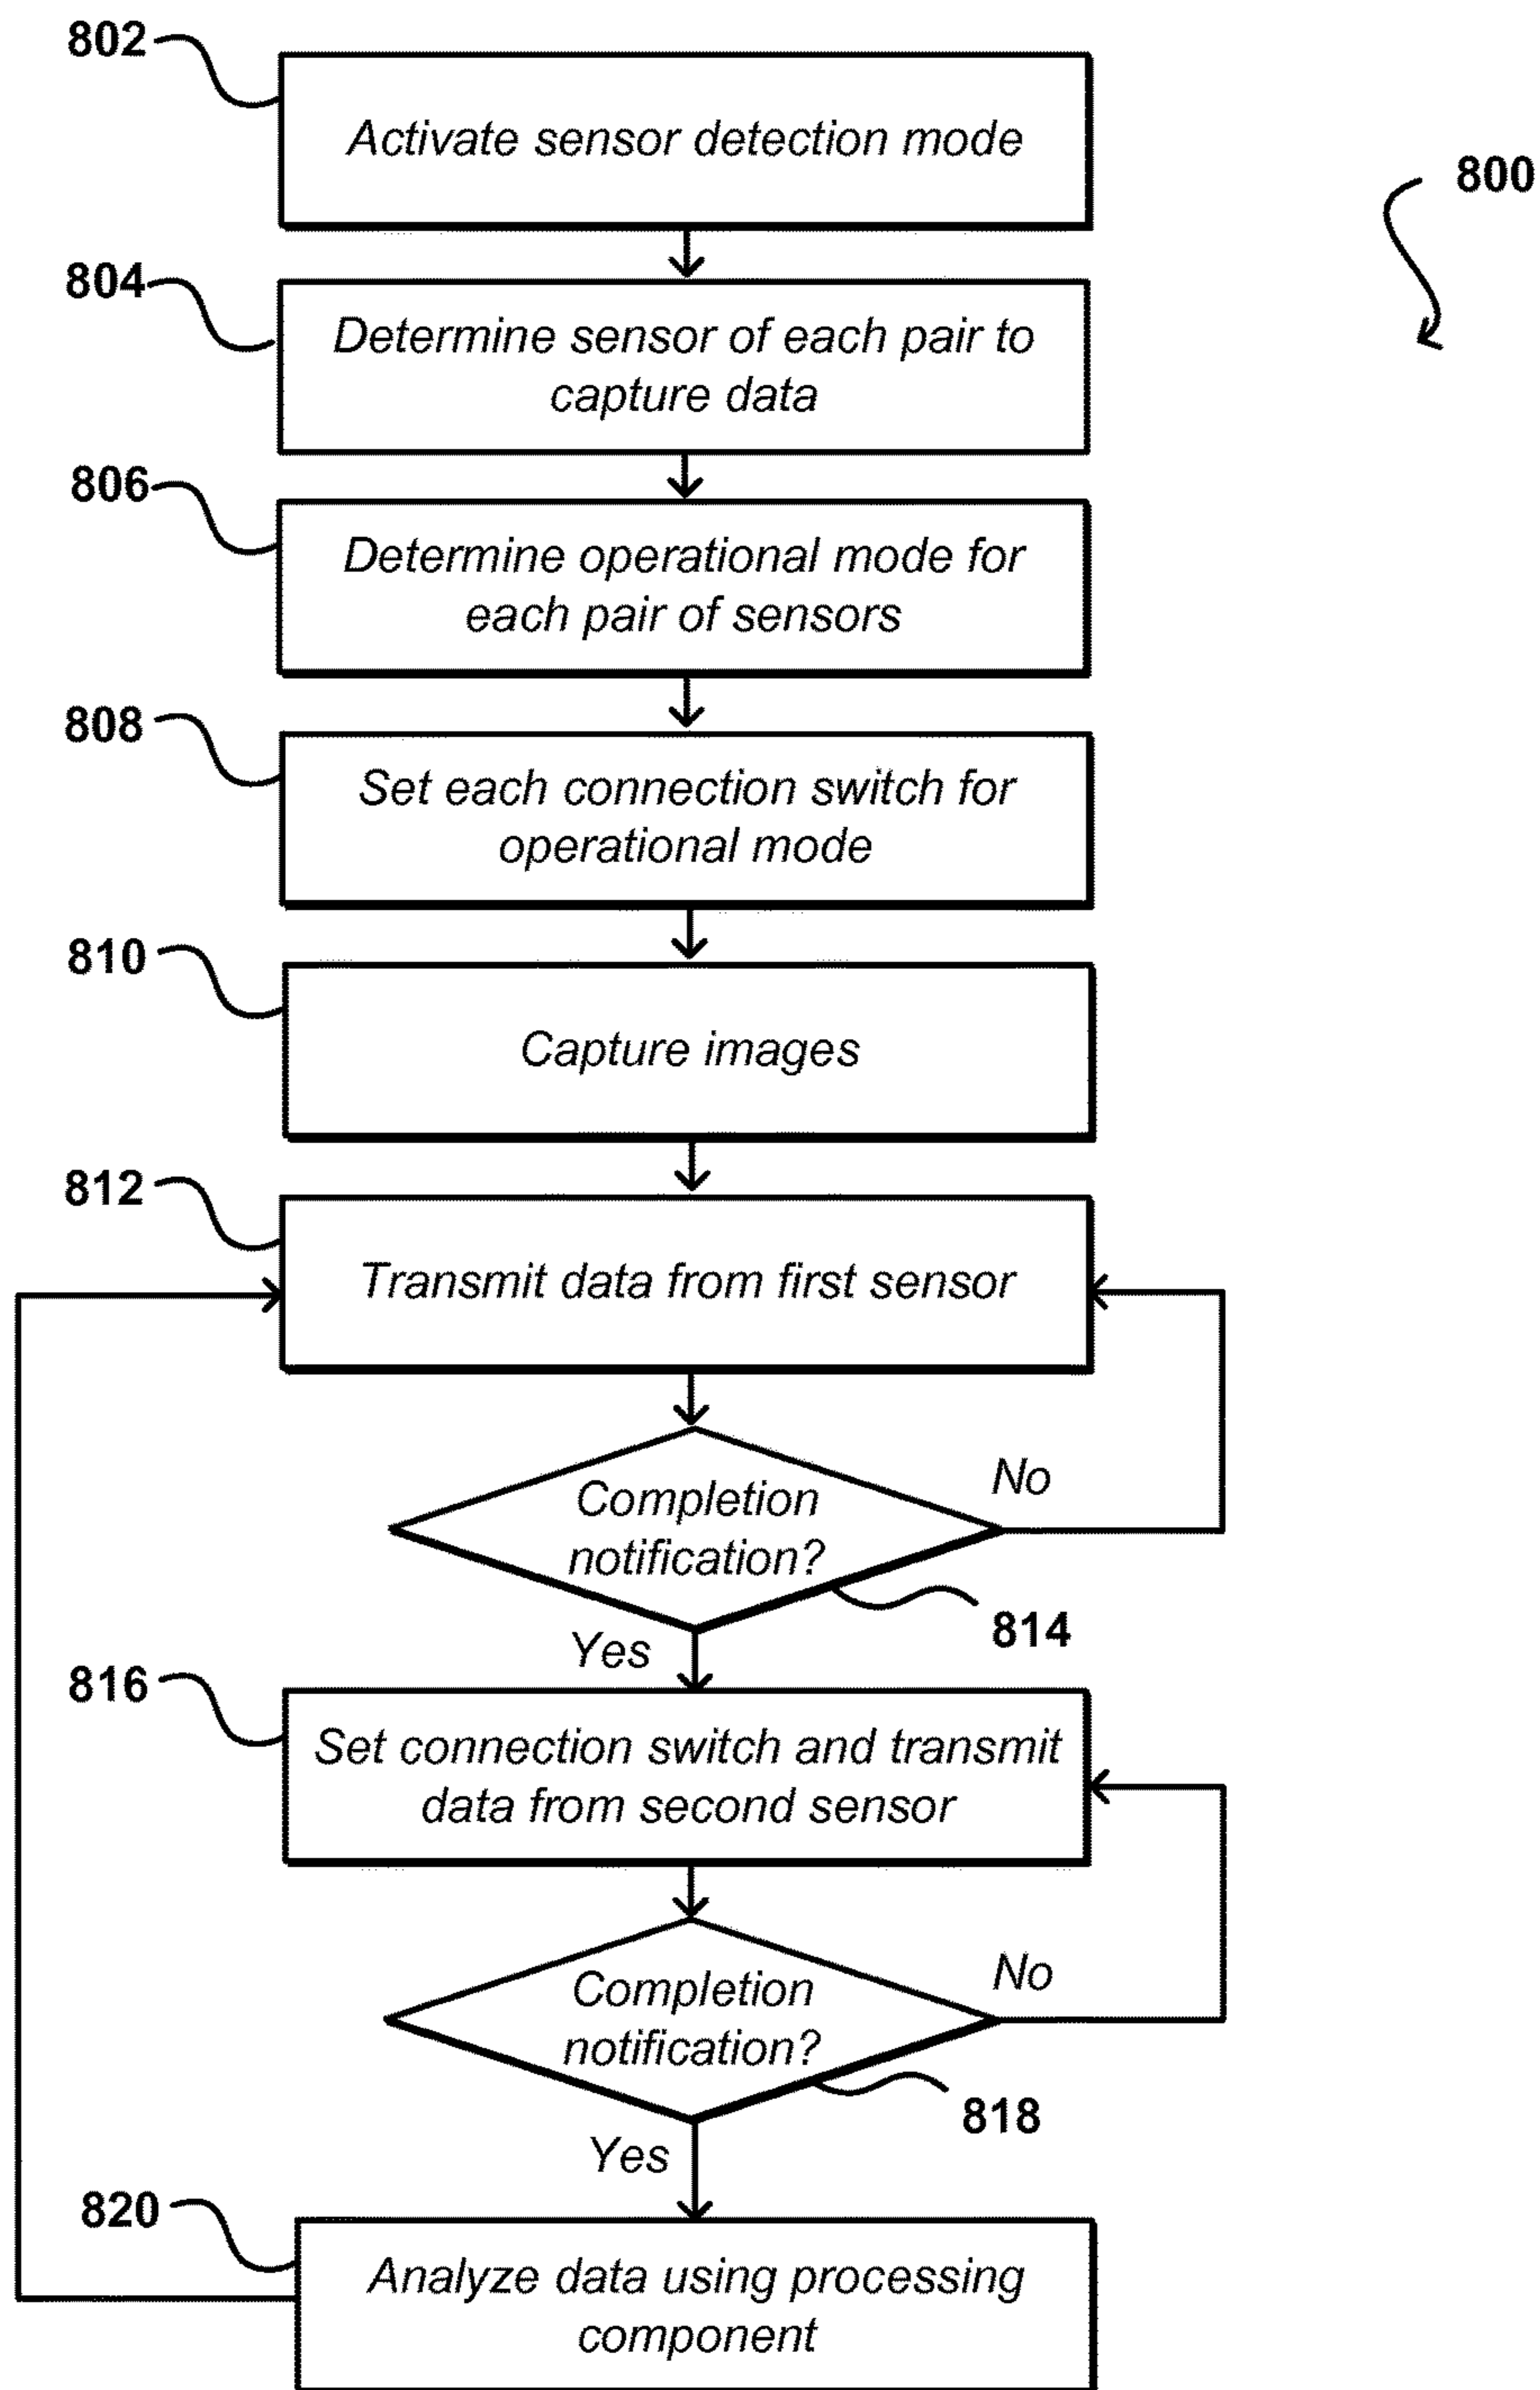 802
Activate sensor detection mode
800
804
Determine sensor of each pair to
capture data
806
Determine operational mode for
each pair of sensors
808
Set each connection switch for
operational mode
810
Capture images
812
Transmit data from first sensor
Completion
notification?
No
814
Yes
816
Set connection switch and transmit
data from second sensor
Completion
notification?
No
818
Yes
820
Analyze data using processing
component